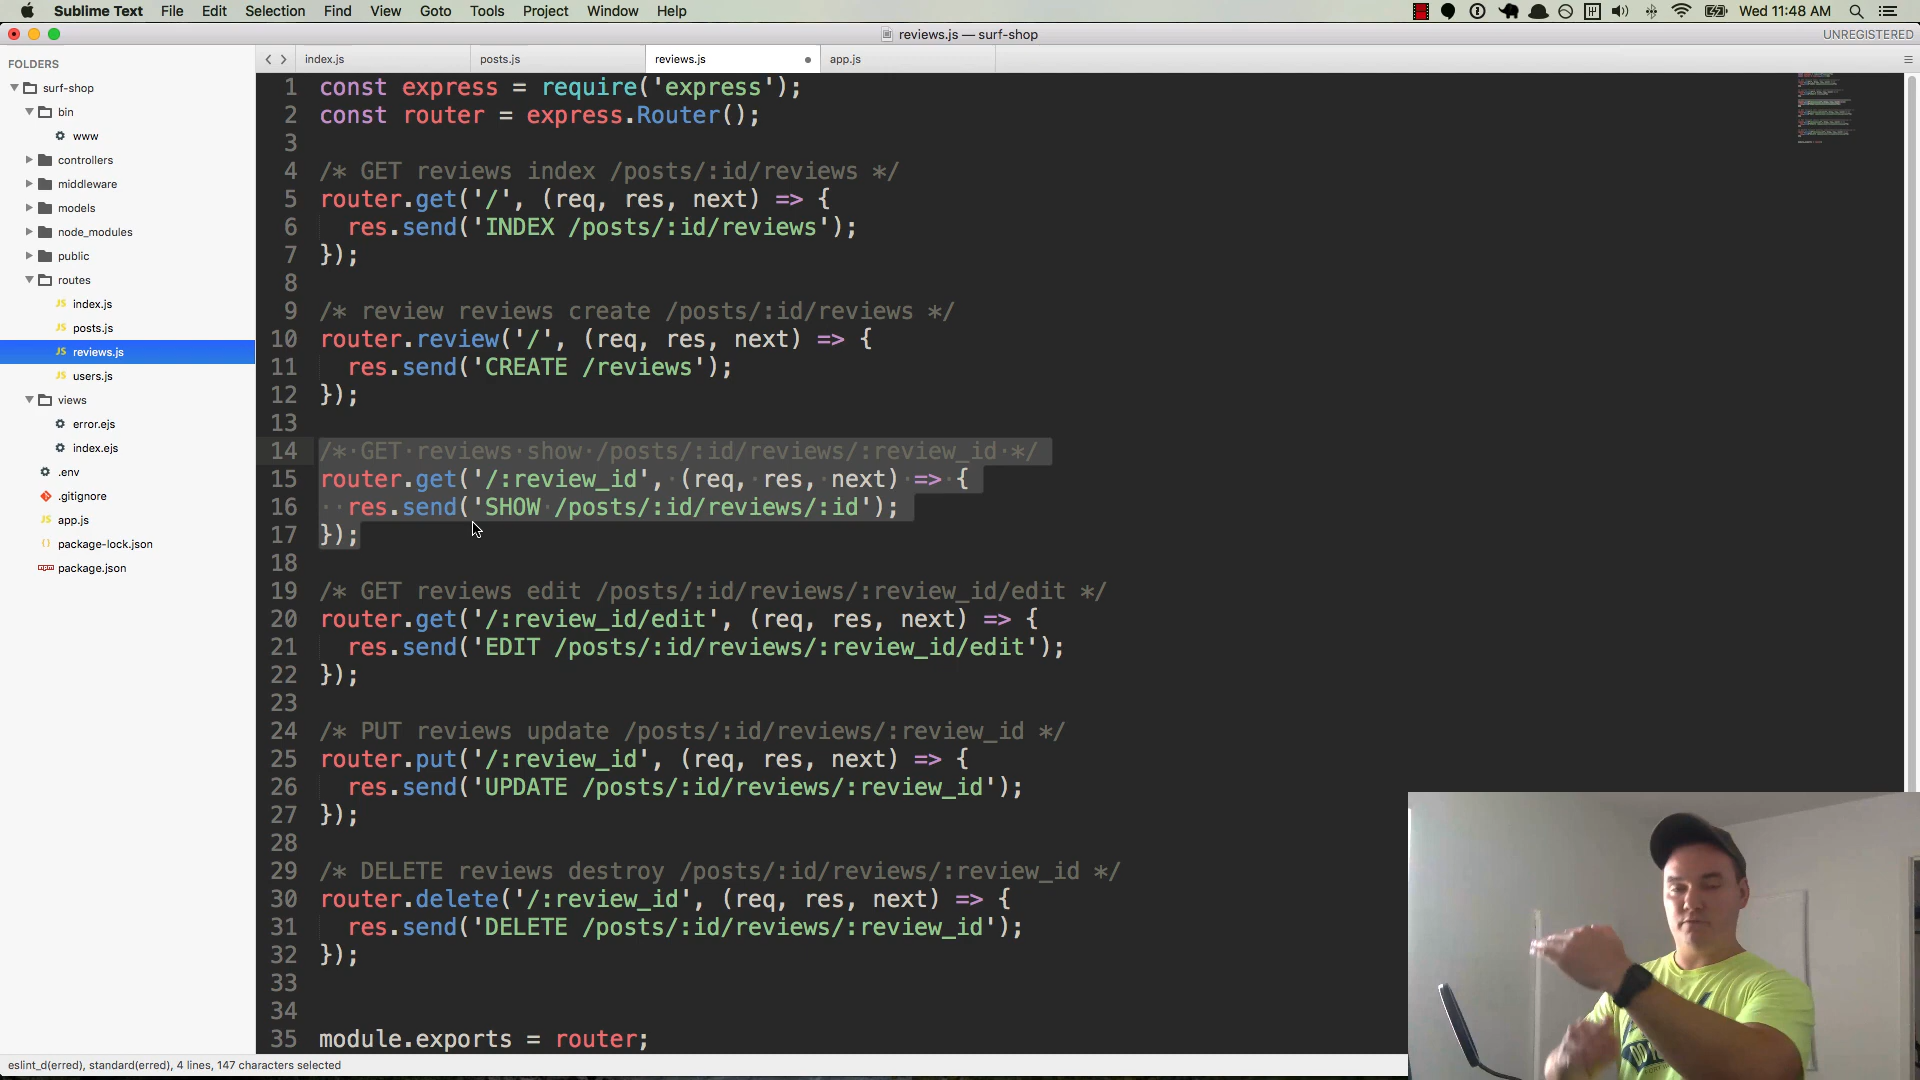 Sublime Text File Edit Selection Find View Goto Tools Project Window Help Wed 11:48 AM
reviews.js — surf-shop UNREGISTERED
FOLDERS
surf-shop
bin
www
controllers
middleware
models
node_modules
public
routes
index.js
posts.js
reviews.js
users.js
views
error.ejs
index.ejs
.env
.gitignore
app.js
package-lock.json
package.json
index.js posts.js reviews.js app.js
1 const express = require('express');
2 const router = express.Router();
3
4 /* GET reviews index /posts/:id/reviews */
5 router.get('/', (req, res, next) => {
6 res.send('INDEX /posts/:id/reviews');
7 });
8
9 /* review reviews create /posts/:id/reviews */
10 router.review('/', (req, res, next) => {
11 res.send('CREATE /reviews');
12 });
13
14 /* GET reviews show /posts/:id/reviews/:review_id */
15 router.get('/:review_id', (req, res, next) => {
16 res.send('SHOW /posts/:id/reviews/:id');
17 });
18
19 /* GET reviews edit /posts/:id/reviews/:review_id/edit */
20 router.get('/:review_id/edit', (req, res, next) => {
21 res.send('EDIT /posts/:id/reviews/:review_id/edit');
22 });
23
24 /* PUT reviews update /posts/:id/reviews/:review_id */
25 router.put('/:review_id', (req, res, next) => {
26 res.send('UPDATE /posts/:id/reviews/:review_id');
27 });
28
29 /* DELETE reviews destroy /posts/:id/reviews/:review_id */
30 router.delete('/:review_id', (req, res, next) => {
31 res.send('DELETE /posts/:id/reviews/:review_id');
32 });
33
34
35 module.exports = router;
eslint_d(erred), standard(erred), 4 lines, 147 characters selected